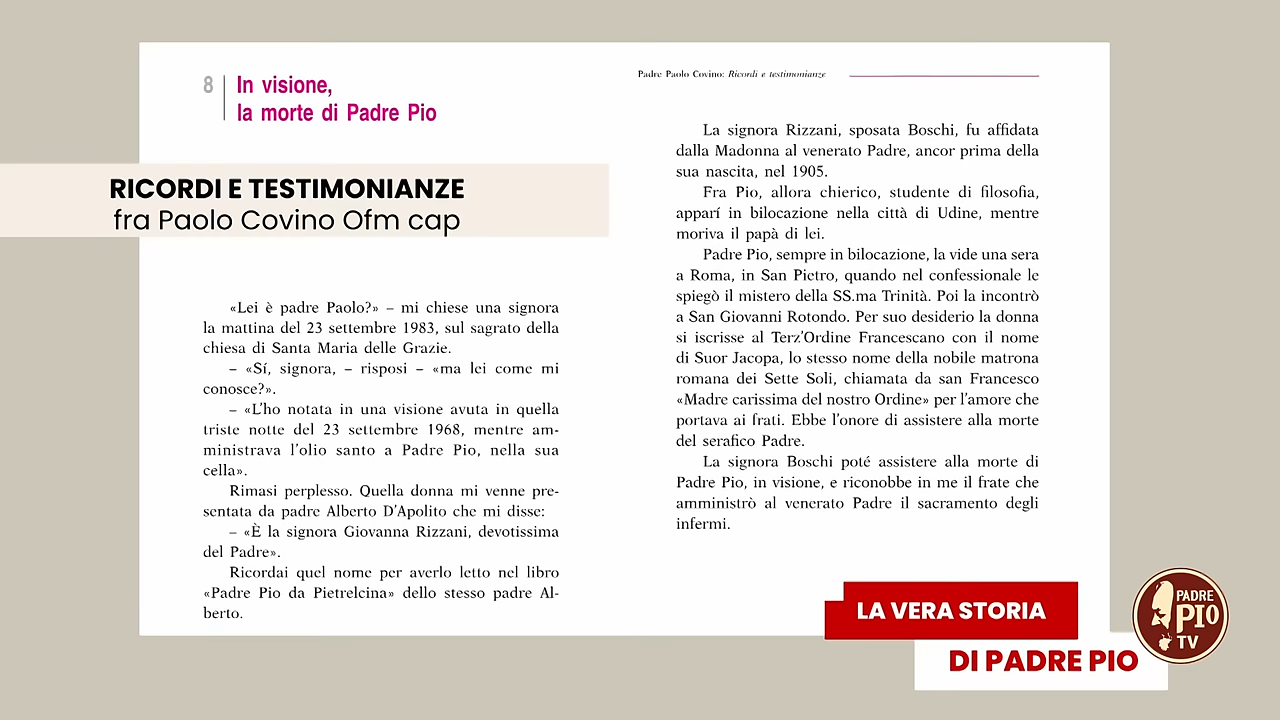 8
In visione,
la morte di Padre Pio
RICORDI E TESTIMONIANZE
fra Paolo Covino Ofm cap
«Lei è padre Paolo?» – mi chiese una signora
la mattina del 23 settembre 1983, sul sagrato della
chiesa di Santa Maria delle Grazie.
– «Sí, signora, – risposi – «ma lei come mi
conosce?».
– «L'ho notata in una visione avuta in quella
triste notte del 23 settembre 1968, mentre am-
ministrava l'olio santo a Padre Pio, nella sua
cella».
Rimasi perplesso. Quella donna mi venne pre-
sentata da padre Alberto D'Apolito che mi disse:
– «È la signora Giovanna Rizzani, devotissima
del Padre».
Ricordai quel nome per averlo letto nel libro
«Padre Pio da Pietrelcina» dello stesso padre Al-
berto.
Padre Paolo Covino: Ricordi e testimonianze
La signora Rizzani, sposata Boschi, fu affidata
dalla Madonna al venerato Padre, ancor prima della
sua nascita, nel 1905.
Fra Pio, allora chierico, studente di filosofia,
apparí in bilocazione nella città di Udine, mentre
moriva il papà di lei.
Padre Pio, sempre in bilocazione, la vide una sera
a Roma, in San Pietro, quando nel confessionale le
spiegò il mistero della SS.ma Trinità. Poi la incontrò
a San Giovanni Rotondo. Per suo desiderio la donna
si iscrisse al Terz'Ordine Francescano con il nome
di Suor Jacopa, lo stesso nome della nobile matrona
romana dei Sette Soli, chiamata da san Francesco
«Madre carissima del nostro Ordine» per l'amore che
portava ai frati. Ebbe l'onore di assistere alla morte
del serafico Padre.
La signora Boschi poté assistere alla morte di
Padre Pio, in visione, e riconobbe in me il frate che
amministrò al venerato Padre il sacramento degli
infermi.
LA VERA STORIA
DI PADRE PIO
PADRE
PIO
TV